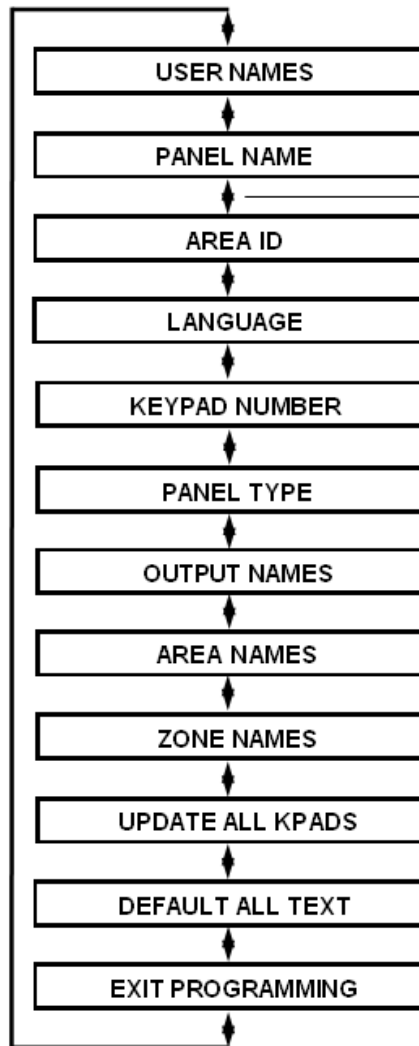 USER NAMES
PANEL NAME
AREA ID
LANGUAGE
KEYPAD NUMBER
PANEL TYPE
OUTPUT NAMES
AREA NAMES
ZONE NAMES
UPDATE ALL KPADS
DEFAULT ALL TEXT
EXIT PROGRAMMING